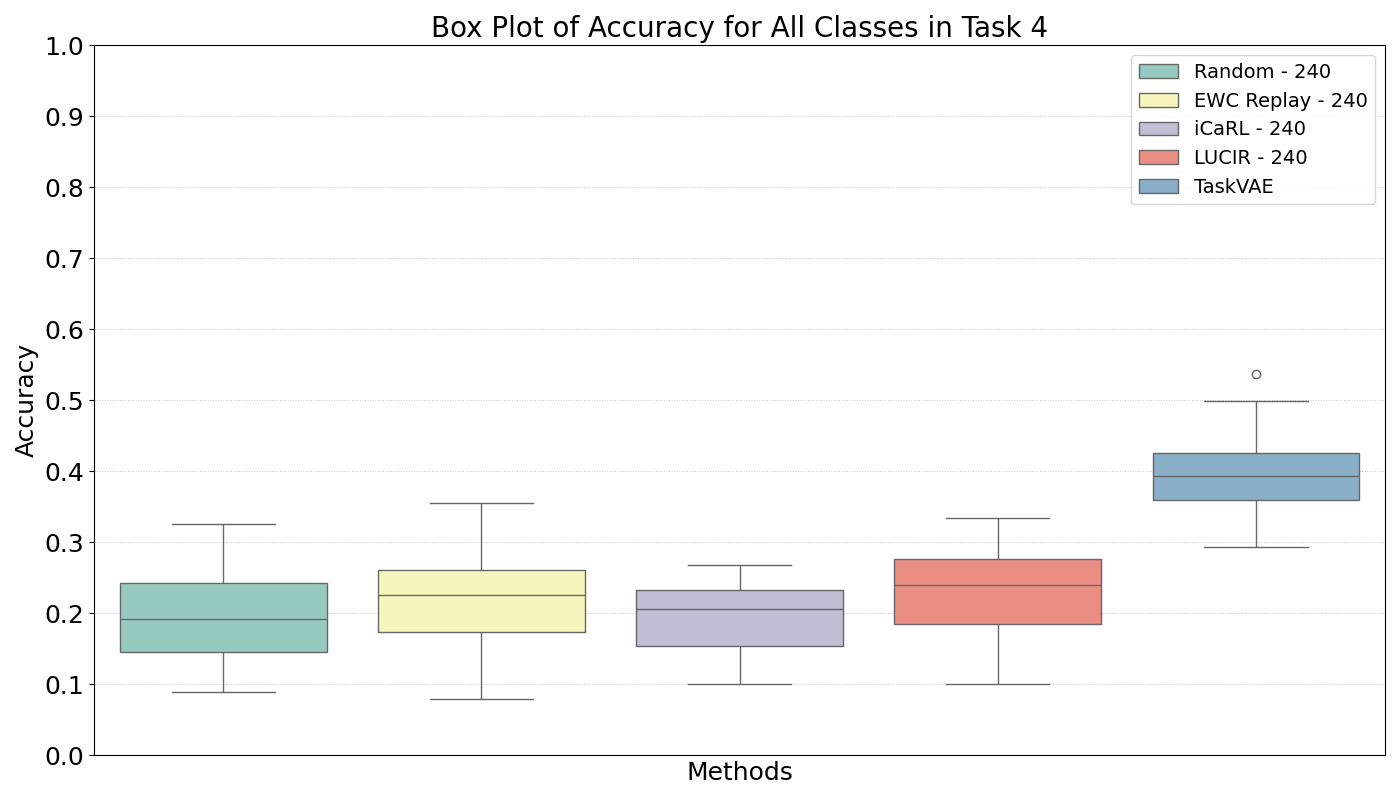 Box Plot of Accuracy for All Classes in Task 4
1.0
0.9
0.8
0.7
0.6
0.5
0.4
0.3
0.2
0.1
0.0
Accuracy
Methods
Random - 240
EWC Replay - 240
iCaRL - 240
LUCIR - 240
TaskVAE